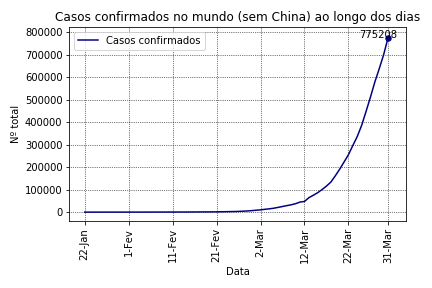 Casos confirmados no mundo (sem China) ao longo dos dias
775208
Casos confirmados
800000
700000
600000
500000
400000
300000
200000
100000
0
Nº total
22-Jan
1-Fev
11-Fev
21-Fev
2-Mar
12-Mar
22-Mar
31-Mar
Data